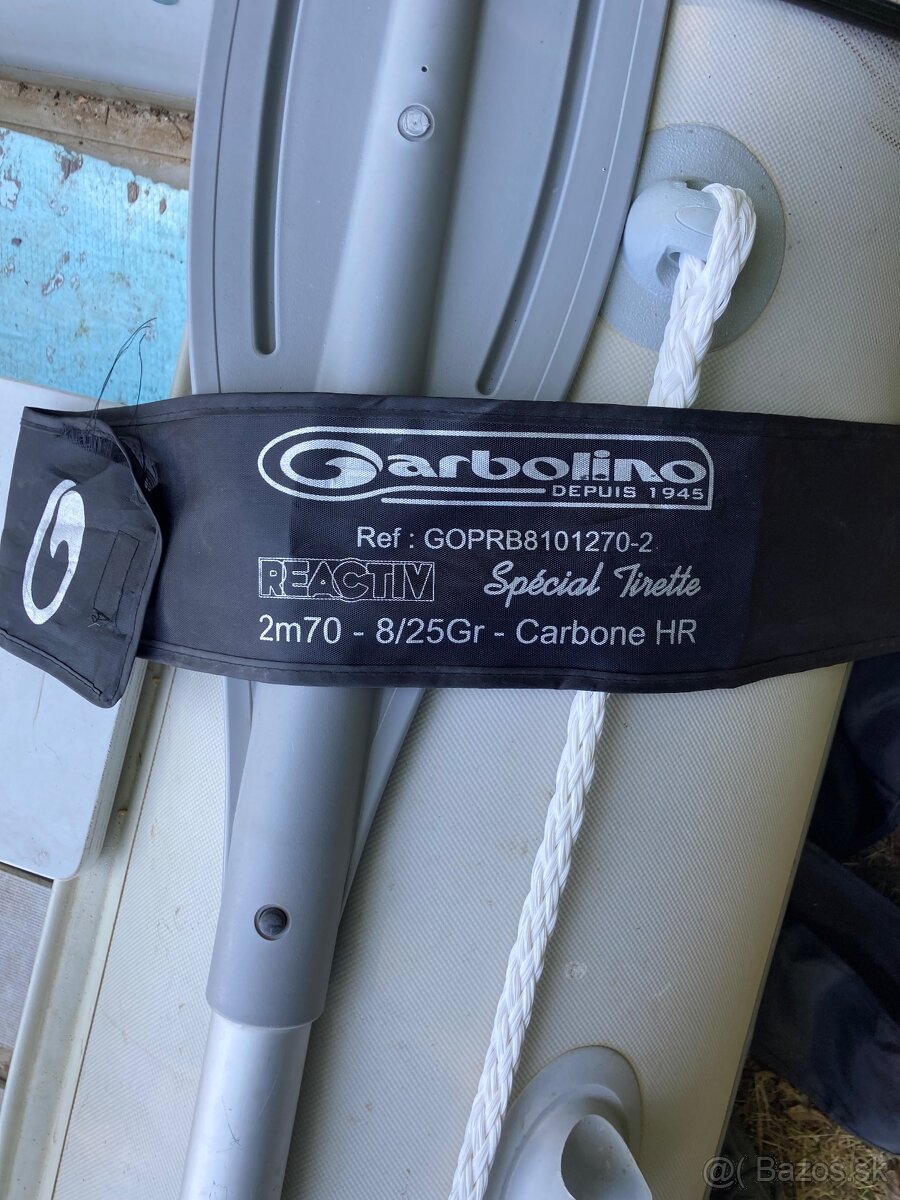 Garbolino
DEPUIS 1945
Ref : GOPRB8101270-2
REACTIV Spécial Tirette
2m70 - 8/25Gr - Carbone HR
@( Bazos.sk